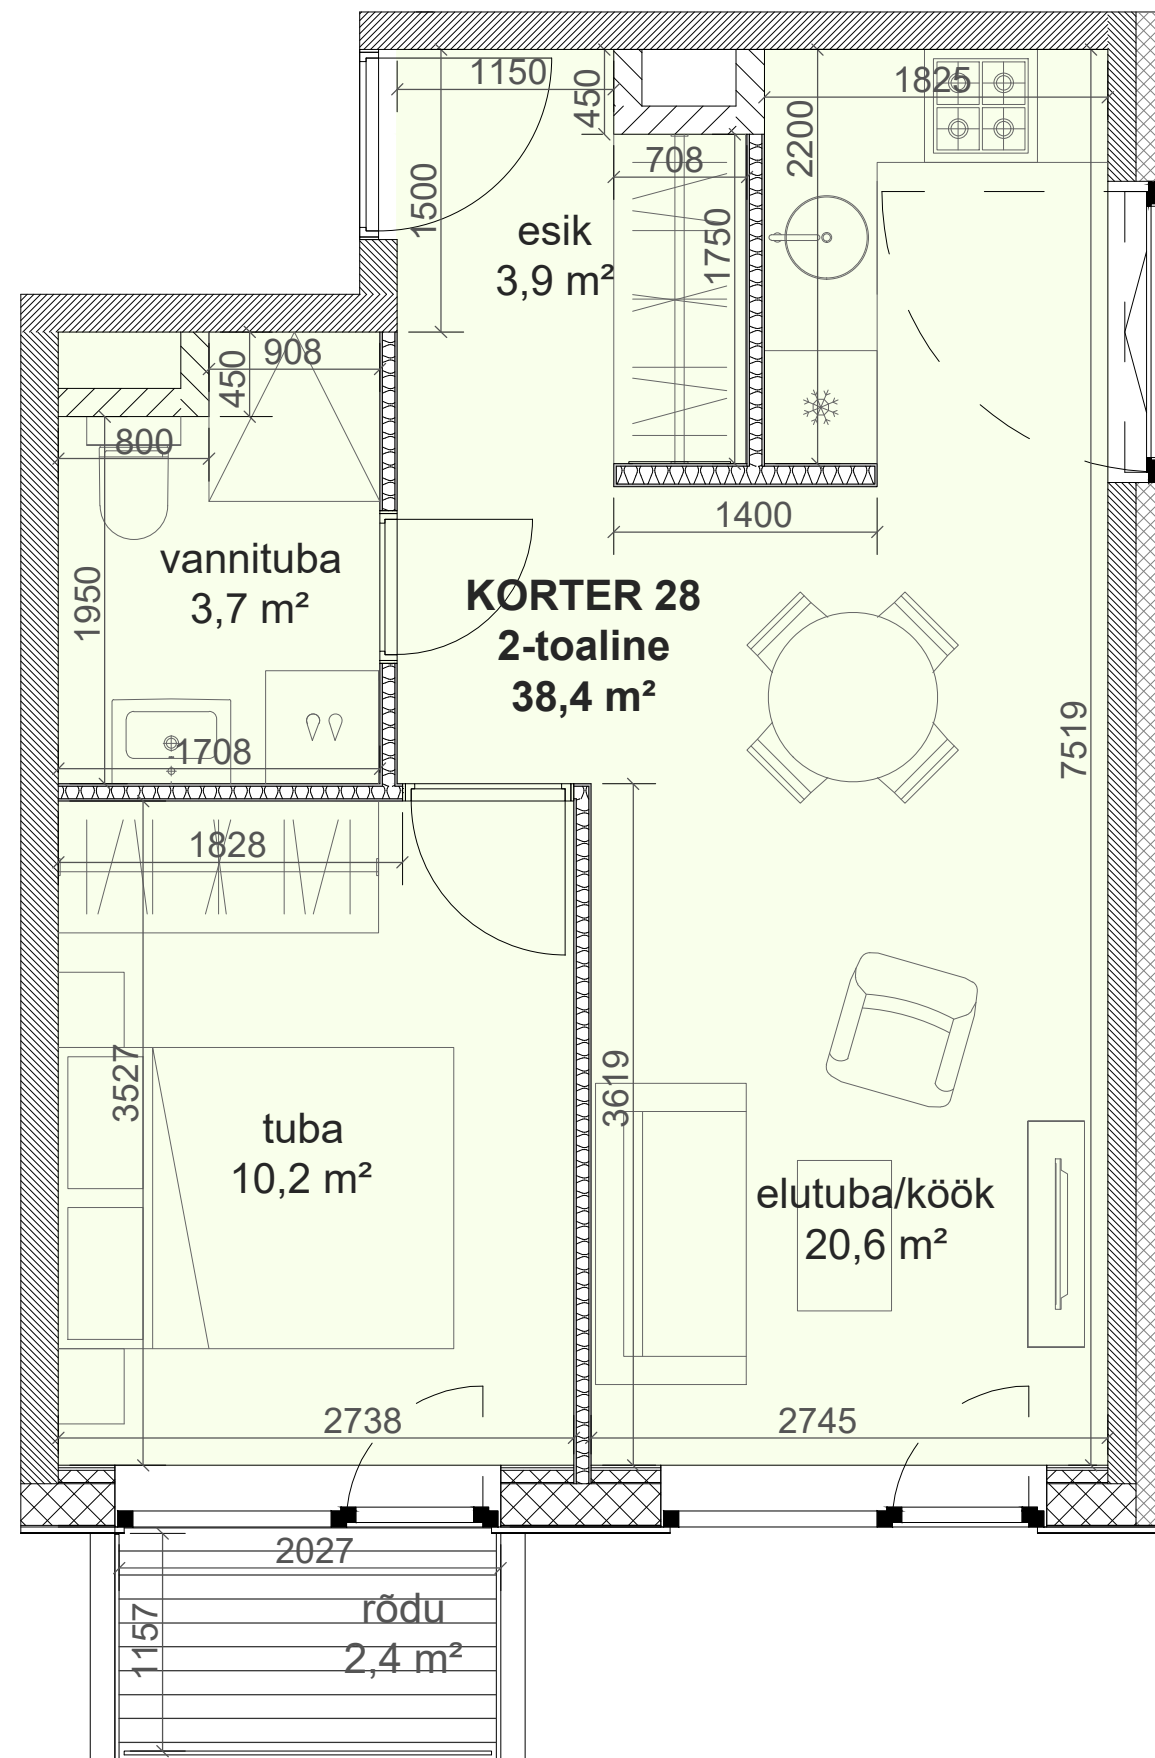 1150
450
1825
2200
708
1500
esik
3,9 m²
1750
908
450
800
1400
vannituba
3,7 m²
1950
KORTER 28
2-toaline
38,4 m²
1708
7519
1828
3527
3619
tuba
10,2 m²
elutuba/köök
20,6 m²
2738
2745
2027
1157
rõdu
2,4 m²